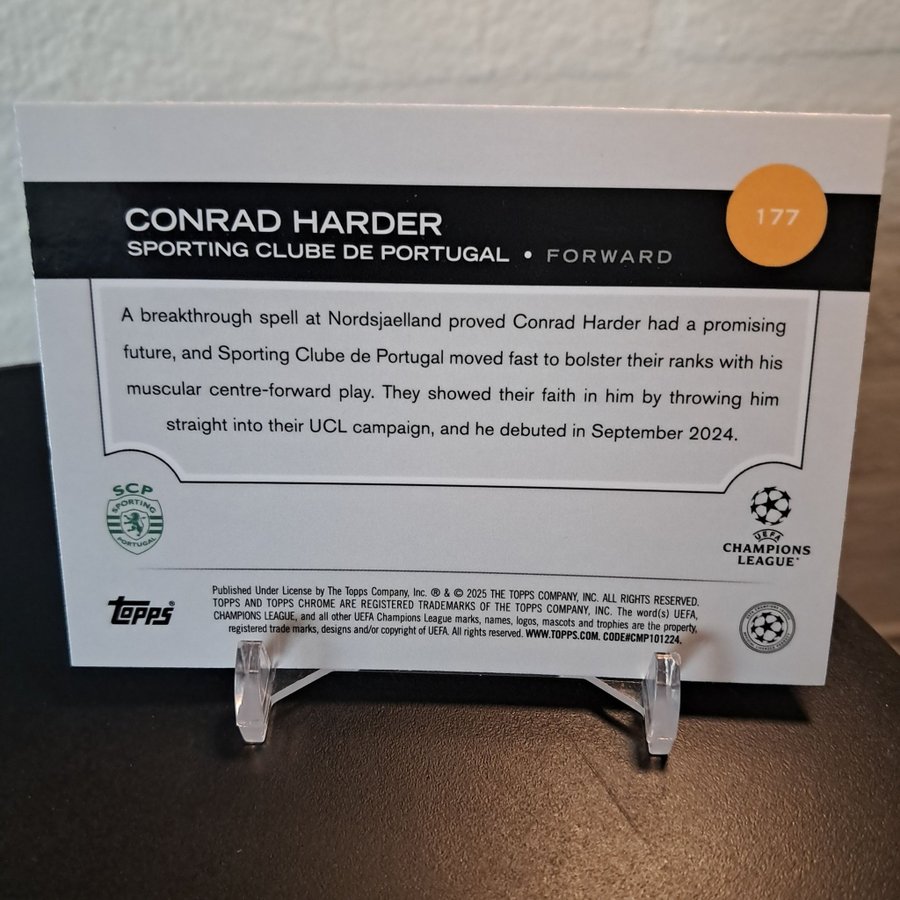 CONRAD HARDER
SPORTING CLUBE DE PORTUGAL • FORWARD
177
A breakthrough spell at Nordsjaelland proved Conrad Harder had a promising
future, and Sporting Clube de Portugal moved fast to bolster their ranks with his
muscular centre-forward play. They showed their faith in him by throwing him
straight into their UCL campaign, and he debuted in September 2024.
SCP
SPORTING
PORTUGAL
UEFA
CHAMPIONS
LEAGUE
topps®
Published Under License by The Topps Company, Inc. ® & © 2025 THE TOPPS COMPANY, INC. ALL RIGHTS RESERVED.
TOPPS AND TOPPS CHROME ARE REGISTERED TRADEMARKS OF THE TOPPS COMPANY, INC. The word(s) UEFA,
CHAMPIONS LEAGUE, and all other UEFA Champions League marks, names, logos, mascots and trophies are the property,
registered trade marks, designs and/or copyright of UEFA. All rights reserved. WWW.TOPPS.COM. CODE#CMP101224.